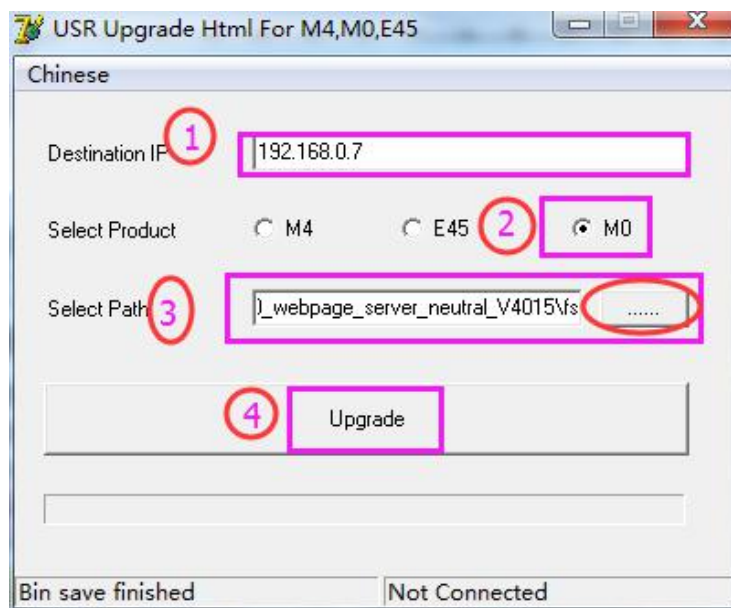 USR Upgrade Html For M4,M0,E45
Chinese
Destination IP 1 192.168.0.7
Select Product M4 E45 2 M0
Select Path 3 )_webpage_server_neutral_V4015\fs ......
4 Upgrade
Bin save finished Not Connected